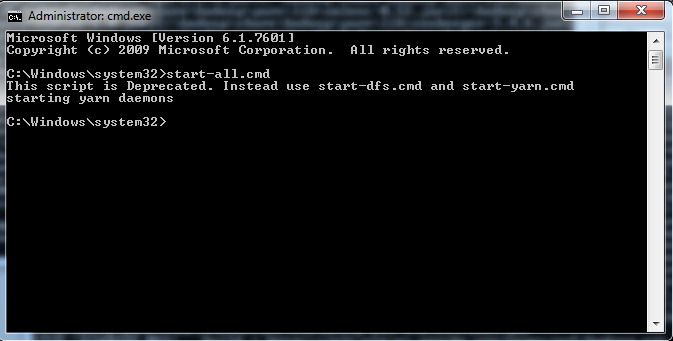 Administrator: cmd.exe
Microsoft Windows [Version 6.1.7601]
Copyright (c) 2009 Microsoft Corporation.  All rights reserved.
C:\Windows\system32>start-all.cmd
This script is Deprecated. Instead use start-dfs.cmd and start-yarn.cmd
starting yarn daemons
C:\Windows\system32>